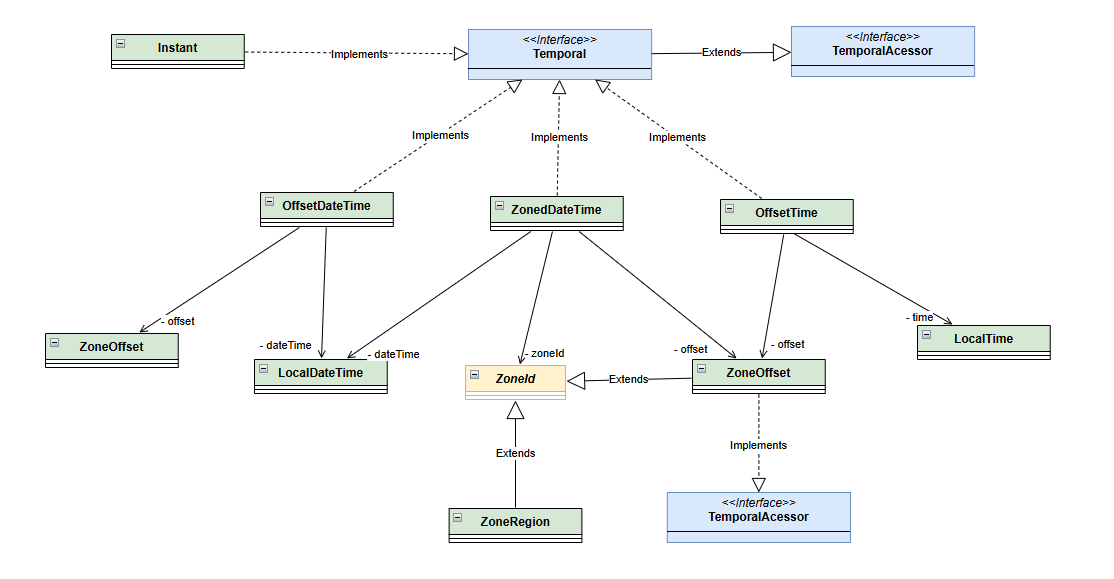 Instant
Implements
<<Interface>>
Temporal
Extends
<<Interface>>
TemporalAcessor
Implements
Implements
Implements
OffsetDateTime
ZonedDateTime
OffsetTime
- offset
- dateTime
- dateTime
- zoneId
- offset
- offset
- time
ZoneOffset
LocalDateTime
ZoneId
Extends
ZoneOffset
LocalTime
Extends
Implements
ZoneRegion
<<Interface>>
TemporalAcessor